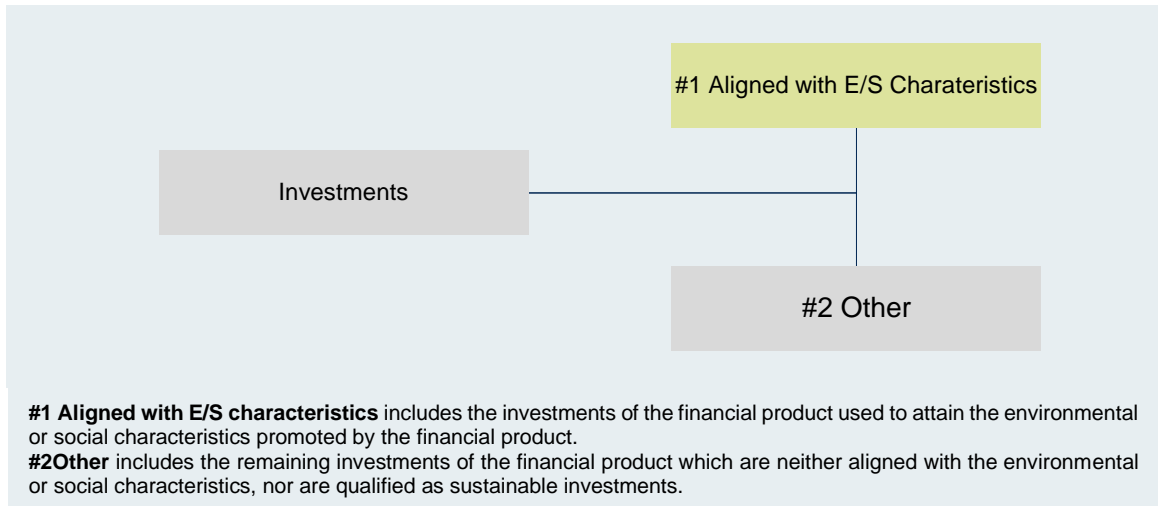 #1 Aligned with E/S Charateristics
Investments
#2 Other
#1 Aligned with E/S characteristics includes the investments of the financial product used to attain the environmental
or social characteristics promoted by the financial product.
#2Other includes the remaining investments of the financial product which are neither aligned with the environmental
or social characteristics, nor are qualified as sustainable investments.